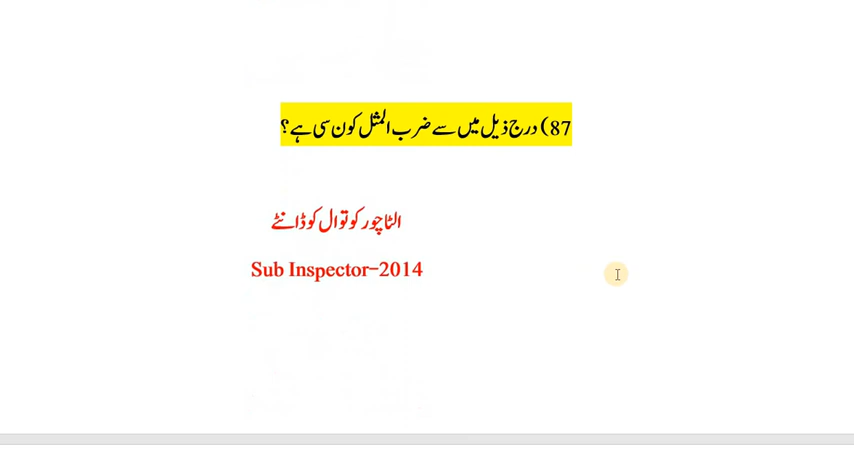 87) درج ذیل میں سے ضرب المثل کون سی ہے؟
الٹا چور کوتوال کو ڈانٹے
Sub Inspector-2014